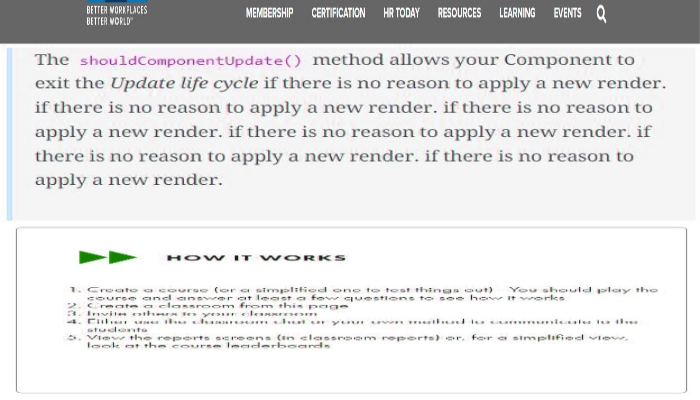 BETTER WORKPLACES
BETTER WORLD™
MEMBERSHIP CERTIFICATION HR TODAY RESOURCES LEARNING EVENTS
The shouldComponentUpdate() method allows your Component to
exit the Update life cycle if there is no reason to apply a new render.
if there is no reason to apply a new render. if there is no reason to
apply a new render. if there is no reason to apply a new render. if
there is no reason to apply a new render. if there is no reason to
apply a new render.
HOW IT WORKS
1. Create a course (or a simplified one to test things out) You should play the
course and answer at least a few questions to see how it works
2. Create a classroom from this page
3. Invite others to your classroom
4. Either use the classroom chat or your own method to communicate to the
students
5. View the reports screens (in classroom reports) or, for a simplified view,
look at the course leaderboards